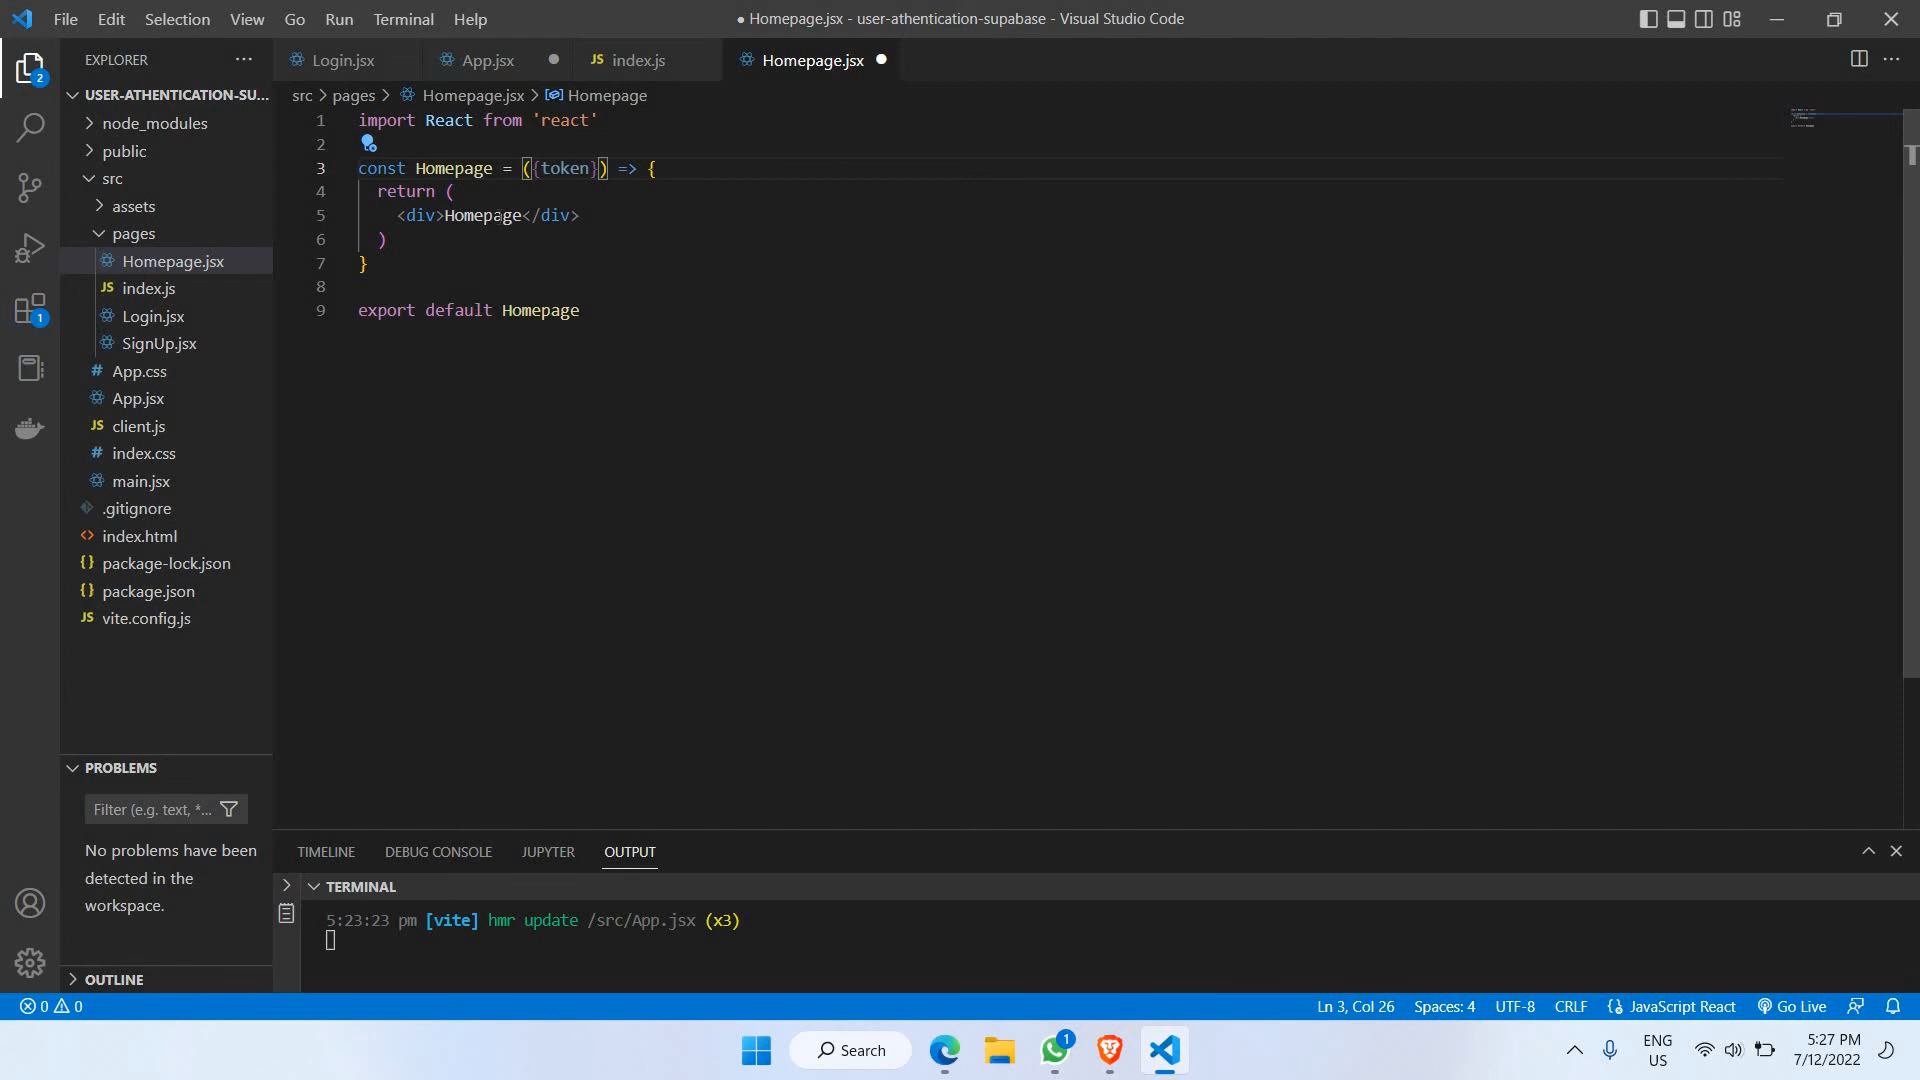 File Edit Selection View Go Run Terminal Help
● Homepage.jsx - user-athentication-supabase - Visual Studio Code
EXPLORER
Login.jsx App.jsx index.js Homepage.jsx
USER-ATHENTICATION-SU...
node_modules
public
src
assets
pages
Homepage.jsx
index.js
Login.jsx
SignUp.jsx
App.css
App.jsx
client.js
index.css
main.jsx
.gitignore
index.html
package-lock.json
package.json
vite.config.js
src > pages > Homepage.jsx > Homepage
1 import React from 'react'
2
3 const Homepage = ({token}) => {
4 return (
5 <div>Homepage</div>
6 )
7 }
8
9 export default Homepage
PROBLEMS
Filter (e.g. text, *...
No problems have been
detected in the
workspace.
OUTLINE
TIMELINE DEBUG CONSOLE JUPYTER OUTPUT
TERMINAL
5:23:23 pm [vite] hmr update /src/App.jsx (x3)
0 0
Ln 3, Col 26 Spaces: 4 UTF-8 CRLF JavaScript React Go Live
Search
ENG
US
5:27 PM
7/12/2022
2
1
1